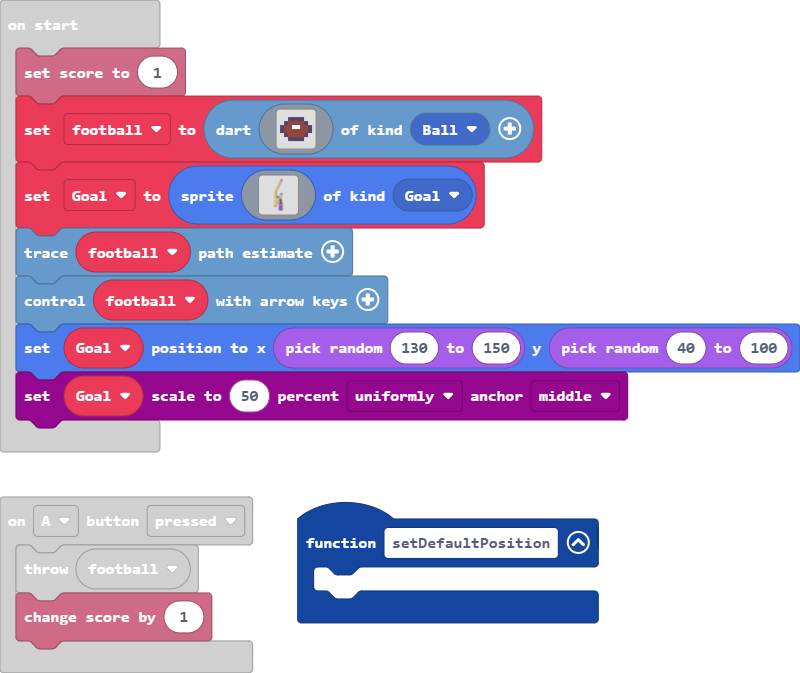 on start
set score to 1
set football to dart of kind Ball
set Goal to sprite of kind Goal
trace football path estimate
control football with arrow keys
set Goal position to x pick random 130 to 150 y pick random 40 to 100
set Goal scale to 50 percent uniformly anchor middle
on A button pressed
throw football
change score by 1
function setDefaultPosition